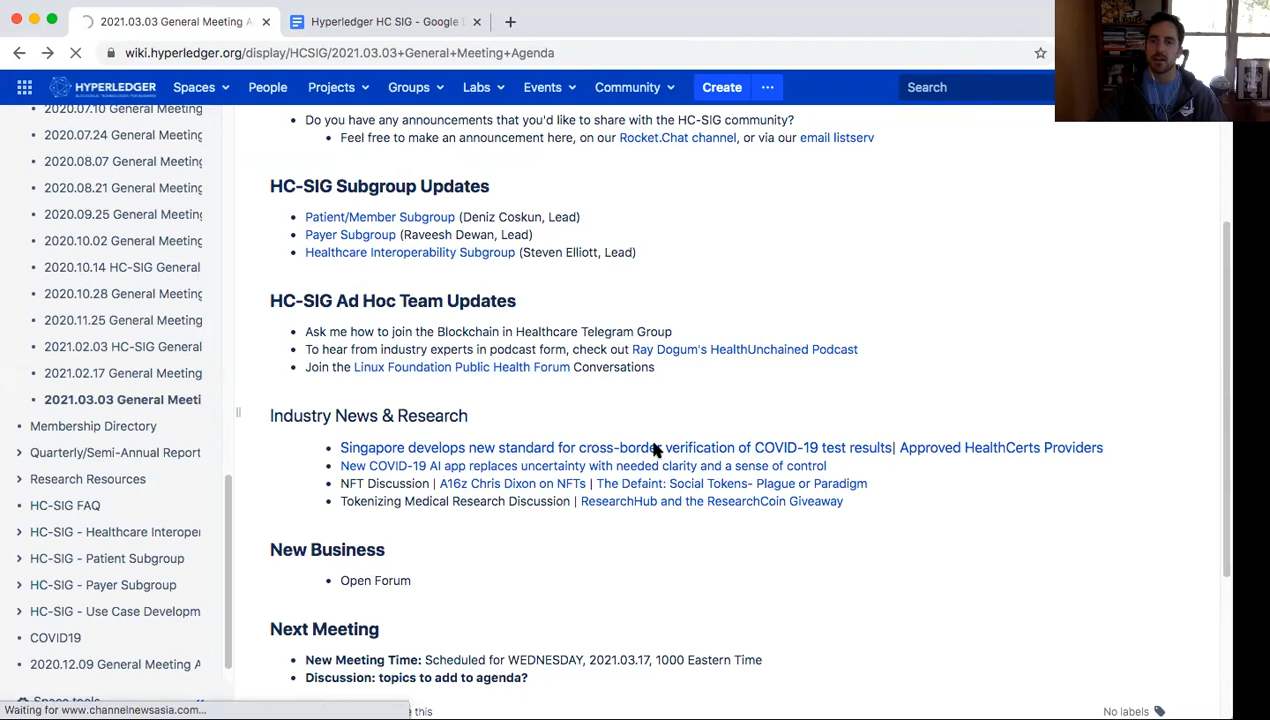 2021.03.03 General Meeting A
Hyperledger HC SIG - Google D
wiki.hyperledger.org/display/HCSIG/2021.03.03+General+Meeting+Agenda
HYPERLEDGER
Spaces
People
Projects
Groups
Labs
Events
Community
Create
Search
2020.07.10 General Meeting
2020.07.24 General Meeting
2020.08.07 General Meeting
2020.08.21 General Meeting
2020.09.25 General Meeting
2020.10.02 General Meeting
2020.10.14 HC-SIG General
2020.10.28 General Meeting
2020.11.25 General Meeting
2021.02.03 HC-SIG General
2021.02.17 General Meeting
2021.03.03 General Meeti
Membership Directory
Quarterly/Semi-Annual Report
Research Resources
HC-SIG FAQ
HC-SIG - Healthcare Interoper
HC-SIG - Patient Subgroup
HC-SIG - Payer Subgroup
HC-SIG - Use Case Developm
COVID19
2020.12.09 General Meeting A
Space tools
Do you have any announcements that you'd like to share with the HC-SIG community?
Feel free to make an announcement here, on our Rocket.Chat channel, or via our email listserv
HC-SIG Subgroup Updates
Patient/Member Subgroup (Deniz Coskun, Lead)
Payer Subgroup (Raveesh Dewan, Lead)
Healthcare Interoperability Subgroup (Steven Elliott, Lead)
HC-SIG Ad Hoc Team Updates
Ask me how to join the Blockchain in Healthcare Telegram Group
To hear from industry experts in podcast form, check out Ray Dogum's HealthUnchained Podcast
Join the Linux Foundation Public Health Forum Conversations
Industry News & Research
Singapore develops new standard for cross-border verification of COVID-19 test results| Approved HealthCerts Providers
New COVID-19 AI app replaces uncertainty with needed clarity and a sense of control
NFT Discussion | A16z Chris Dixon on NFTs | The Defaint: Social Tokens- Plague or Paradigm
Tokenizing Medical Research Discussion | ResearchHub and the ResearchCoin Giveaway
New Business
Open Forum
Next Meeting
New Meeting Time: Scheduled for WEDNESDAY, 2021.03.17, 1000 Eastern Time
Discussion: topics to add to agenda?
e this
No labels
Waiting for www.channelnewsasia.com...